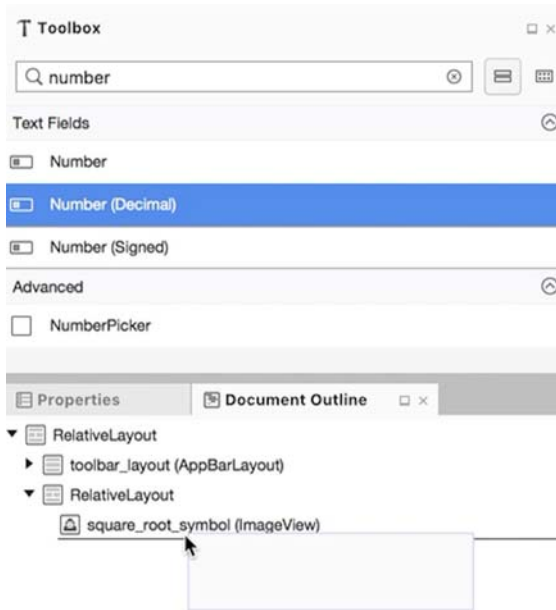 Toolbox
number
Text Fields
Number
Number (Decimal)
Number (Signed)
Advanced
NumberPicker
Properties Document Outline
RelativeLayout
toolbar_layout (AppBarLayout)
RelativeLayout
square_root_symbol (ImageView)